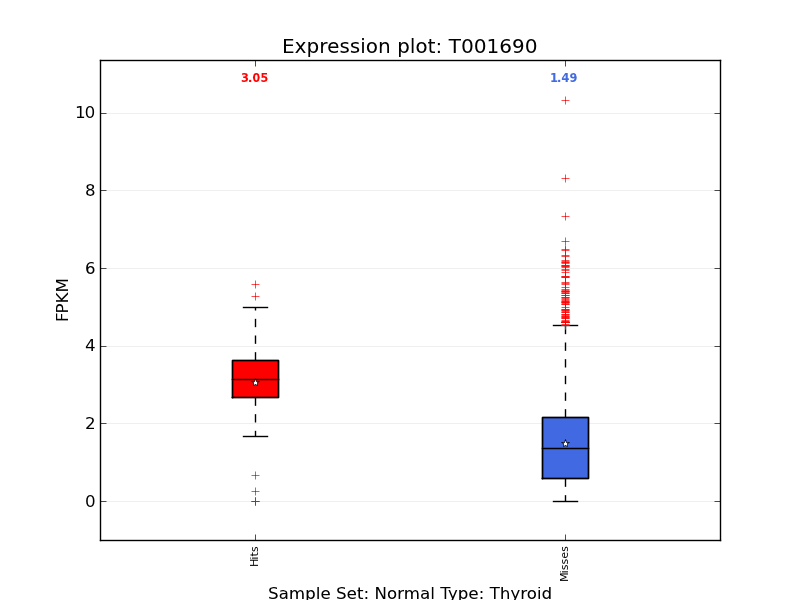 Expression plot: T001690
3.05
1.49
10
8
6
4
2
0
FPKM
Hits
Misses
Sample Set: Normal Type: Thyroid